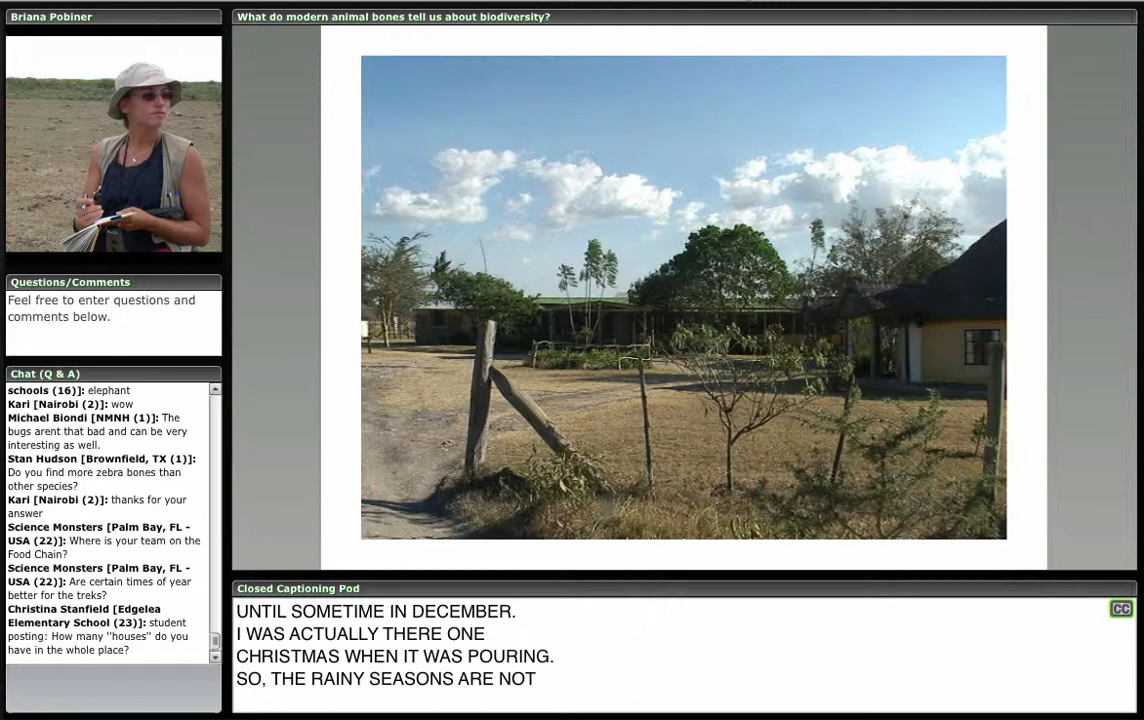 Briana Pobiner
What do modern animal bones tell us about biodiversity?
Questions/Comments
Feel free to enter questions and
comments below.
Chat (Q & A)
schools (16)]: elephant
Kari [Nairobi (2)]: wow
Michael Biondi [NMNH (1)]: The
bugs arent that bad and can be very
interesting as well.
Stan Hudson [Brownfield, TX (1)]:
Do you find more zebra bones than
other species?
Kari [Nairobi (2)]: thanks for your
answer
Science Monsters [Palm Bay, FL -
USA (22)]: Where is your team on the
Food Chain?
Science Monsters [Palm Bay, FL -
USA (22)]: Are certain times of year
better for the treks?
Christina Stanfield [Edgelea
Elementary School (23)]: student
posting: How many "houses" do you
have in the whole place?
Closed Captioning Pod
CC
UNTIL SOMETIME IN DECEMBER.
I WAS ACTUALLY THERE ONE
CHRISTMAS WHEN IT WAS POURING.
SO, THE RAINY SEASONS ARE NOT